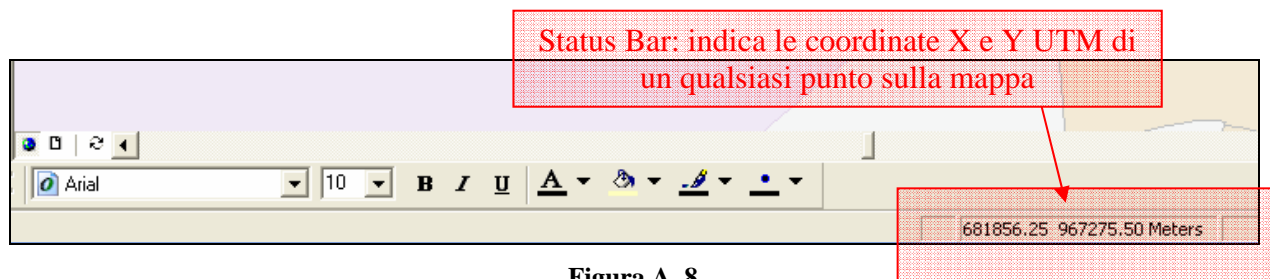 Status Bar: indica le coordinate X e Y UTM di
un qualsiasi punto sulla mappa
Arial 10 B I U A
681856.25 967275.50 Meters
Figura A. 8